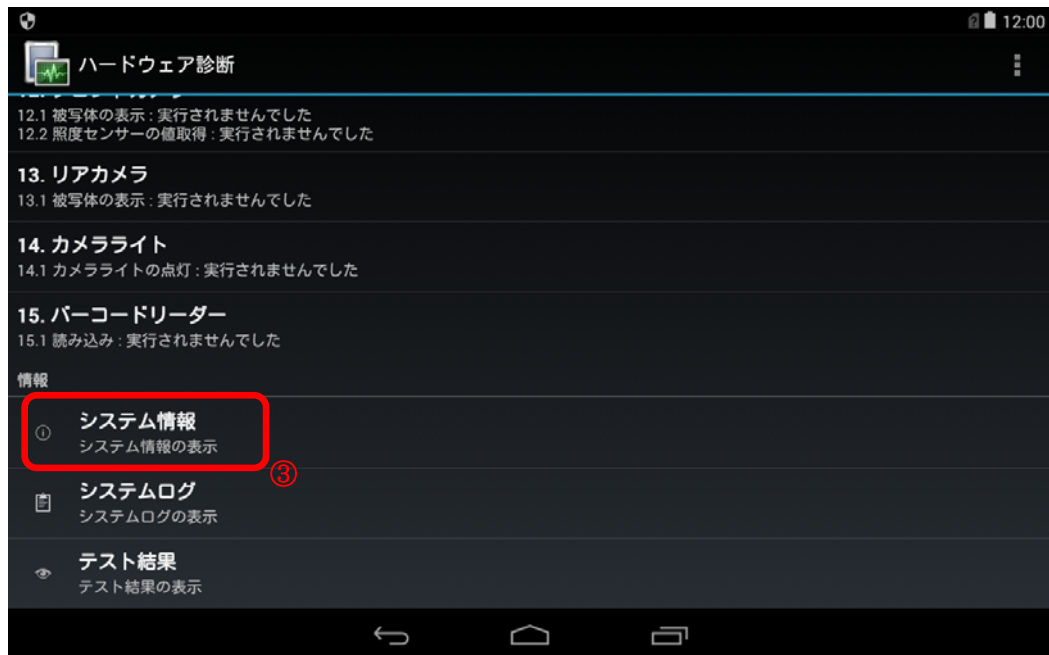 12:00
ハードウェア診断
12.1 被写体の表示 : 実行されませんでした
12.2 照度センサーの値取得 : 実行されませんでした
13. リアカメラ
13.1 被写体の表示 : 実行されませんでした
14. カメラライト
14.1 カメラライトの点灯 : 実行されませんでした
15. バーコードリーダー
15.1 読み込み : 実行されませんでした
情報
システム情報
システム情報の表示
③
システムログ
システムログの表示
テスト結果
テスト結果の表示